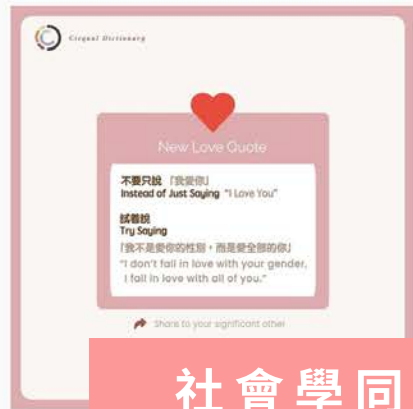 Cirqual Dictionary
New Love Quote
不要只說 「我愛你」
Instead of Just Saying "I Love You"
試着說
Try Saying
「我不是愛你的性別，而是愛全部的你」
"I don't fall in love with your gender,
I fall in love with all of you."
Share to your significant other
社會學同